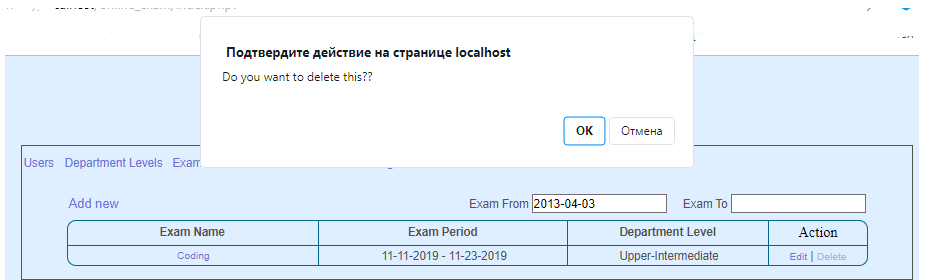 Подтвердите действие на странице localhost
Do you want to delete this??
OK Отмена
Users Department Levels Exam
Add new Exam From 2013-04-03 Exam To
Exam Name Exam Period Department Level Action
Coding 11-11-2019 - 11-23-2019 Upper-Intermediate Edit | Delete